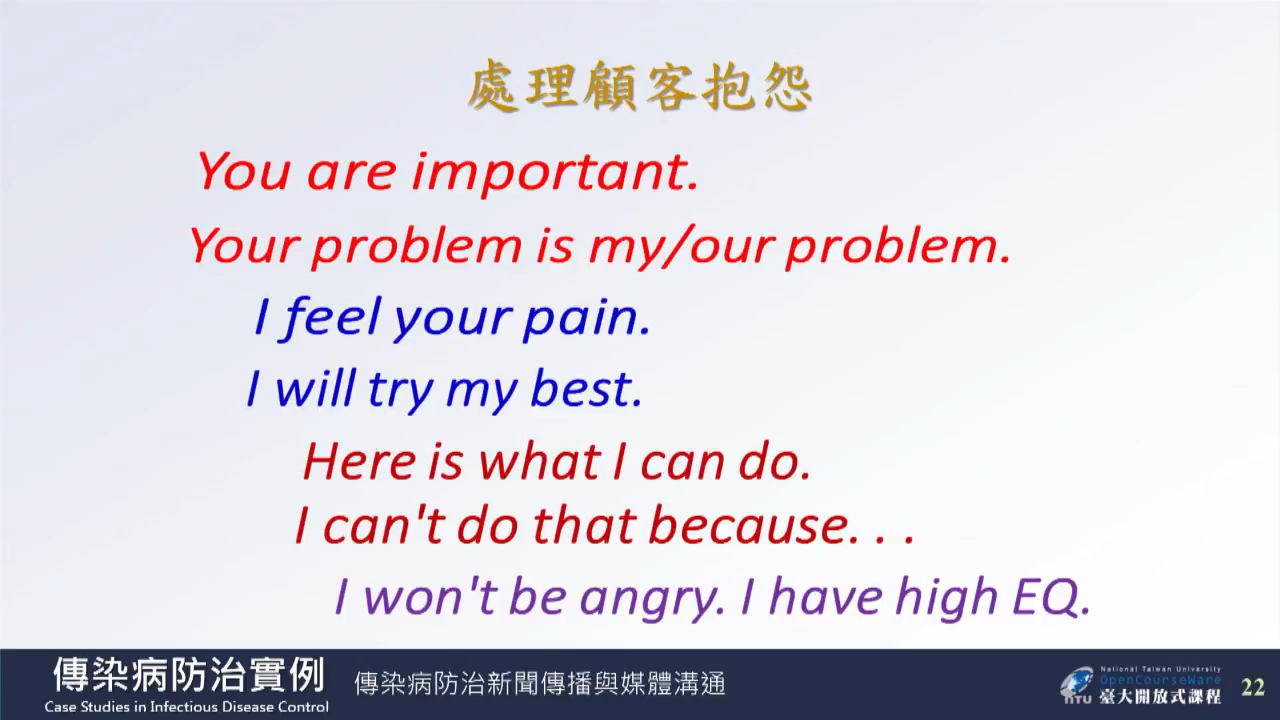 處理顧客抱怨
You are important.
Your problem is my/our problem.
I feel your pain.
I will try my best.
Here is what I can do.
I can't do that because. . .
I won't be angry. I have high EQ.
傳染病防治實例
Case Studies in Infectious Disease Control
傳染病防治新聞傳播與媒體溝通
National Taiwan University
OpenCourseWare
NTU 臺大開放式課程
22